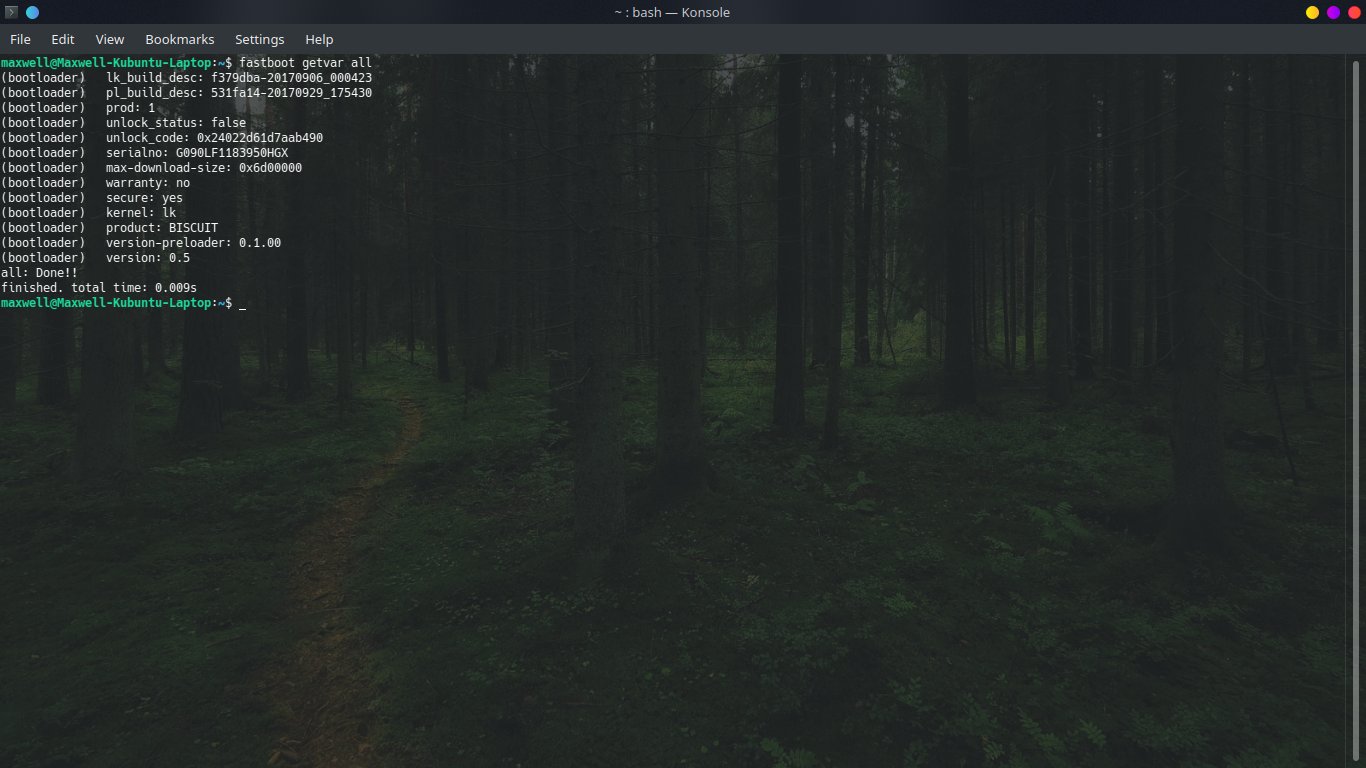 ~ : bash — Konsole
File Edit View Bookmarks Settings Help
maxwell@Maxwell-Kubuntu-Laptop:~$ fastboot getvar all
(bootloader)   lk_build_desc: f379dba-20170906_000423
(bootloader)   pl_build_desc: 531fa14-20170929_175430
(bootloader)   prod: 1
(bootloader)   unlock_status: false
(bootloader)   unlock_code: 0x24022d61d7aab490
(bootloader)   serialno: G090LF1183950HGX
(bootloader)   max-download-size: 0x6d00000
(bootloader)   warranty: no
(bootloader)   secure: yes
(bootloader)   kernel: lk
(bootloader)   product: BISCUIT
(bootloader)   version-preloader: 0.1.00
(bootloader)   version: 0.5
all: Done!!
finished. total time: 0.009s
maxwell@Maxwell-Kubuntu-Laptop:~$ _